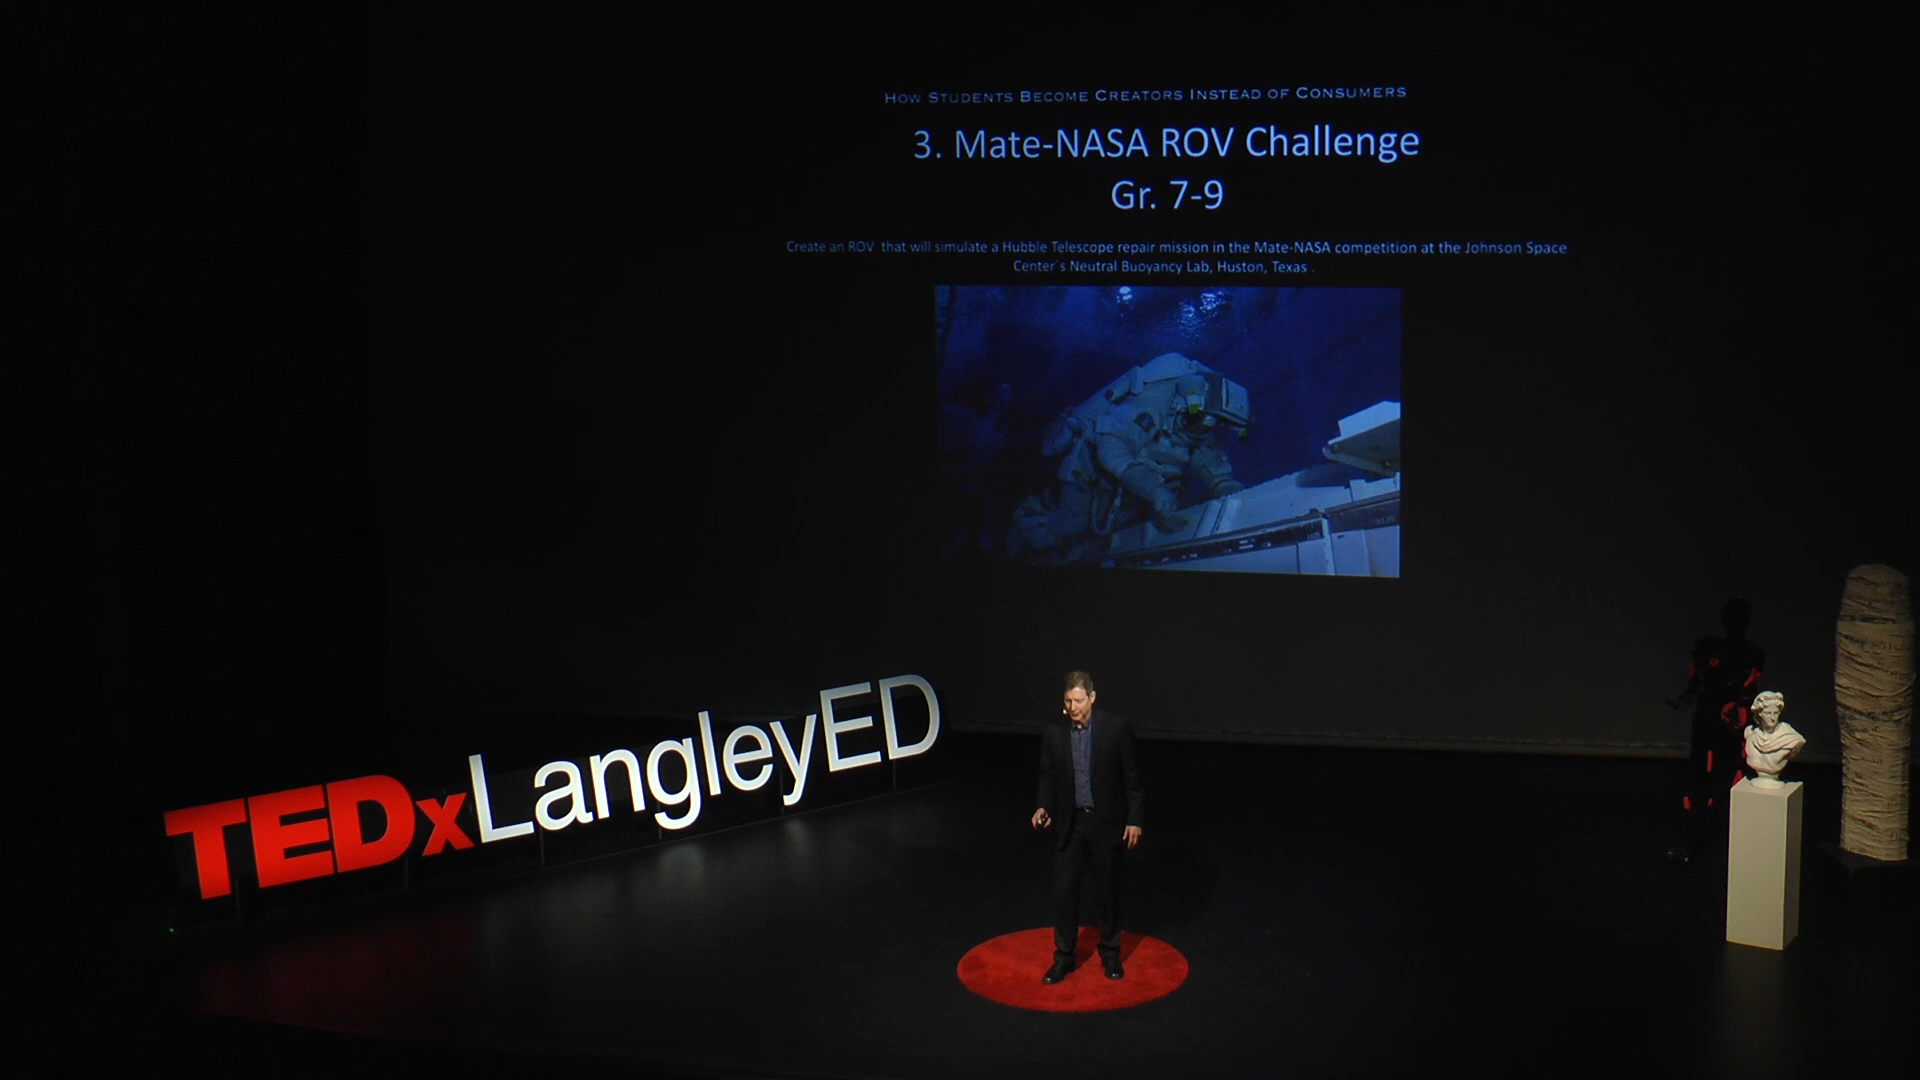 How Students Become Creators Instead of Consumers
3. Mate-NASA ROV Challenge
Gr. 7-9
Create an ROV that will simulate a Hubble Telescope repair mission in the Mate-NASA competition at the Johnson Space
Center´s Neutral Buoyancy Lab, Huston, Texas .
TEDxLangleyED